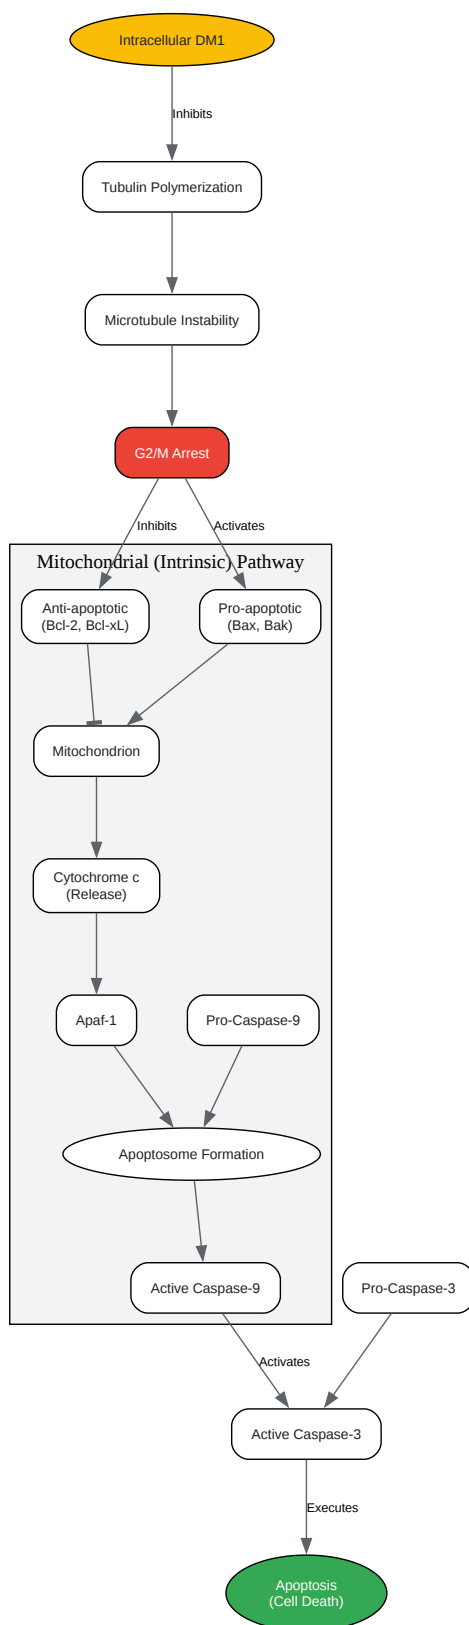 Intracellular DM1
Inhibits
Tubulin Polymerization
Microtubule Instability
G2/M Arrest
Inhibits
Activates
Mitochondrial (Intrinsic) Pathway
Anti-apoptotic
(Bcl-2, Bcl-xL)
Pro-apoptotic
(Bax, Bak)
Mitochondrion
Cytochrome c
(Release)
Apaf-1
Pro-Caspase-9
Apoptosome Formation
Active Caspase-9
Pro-Caspase-3
Activates
Active Caspase-3
Executes
Apoptosis
(Cell Death)